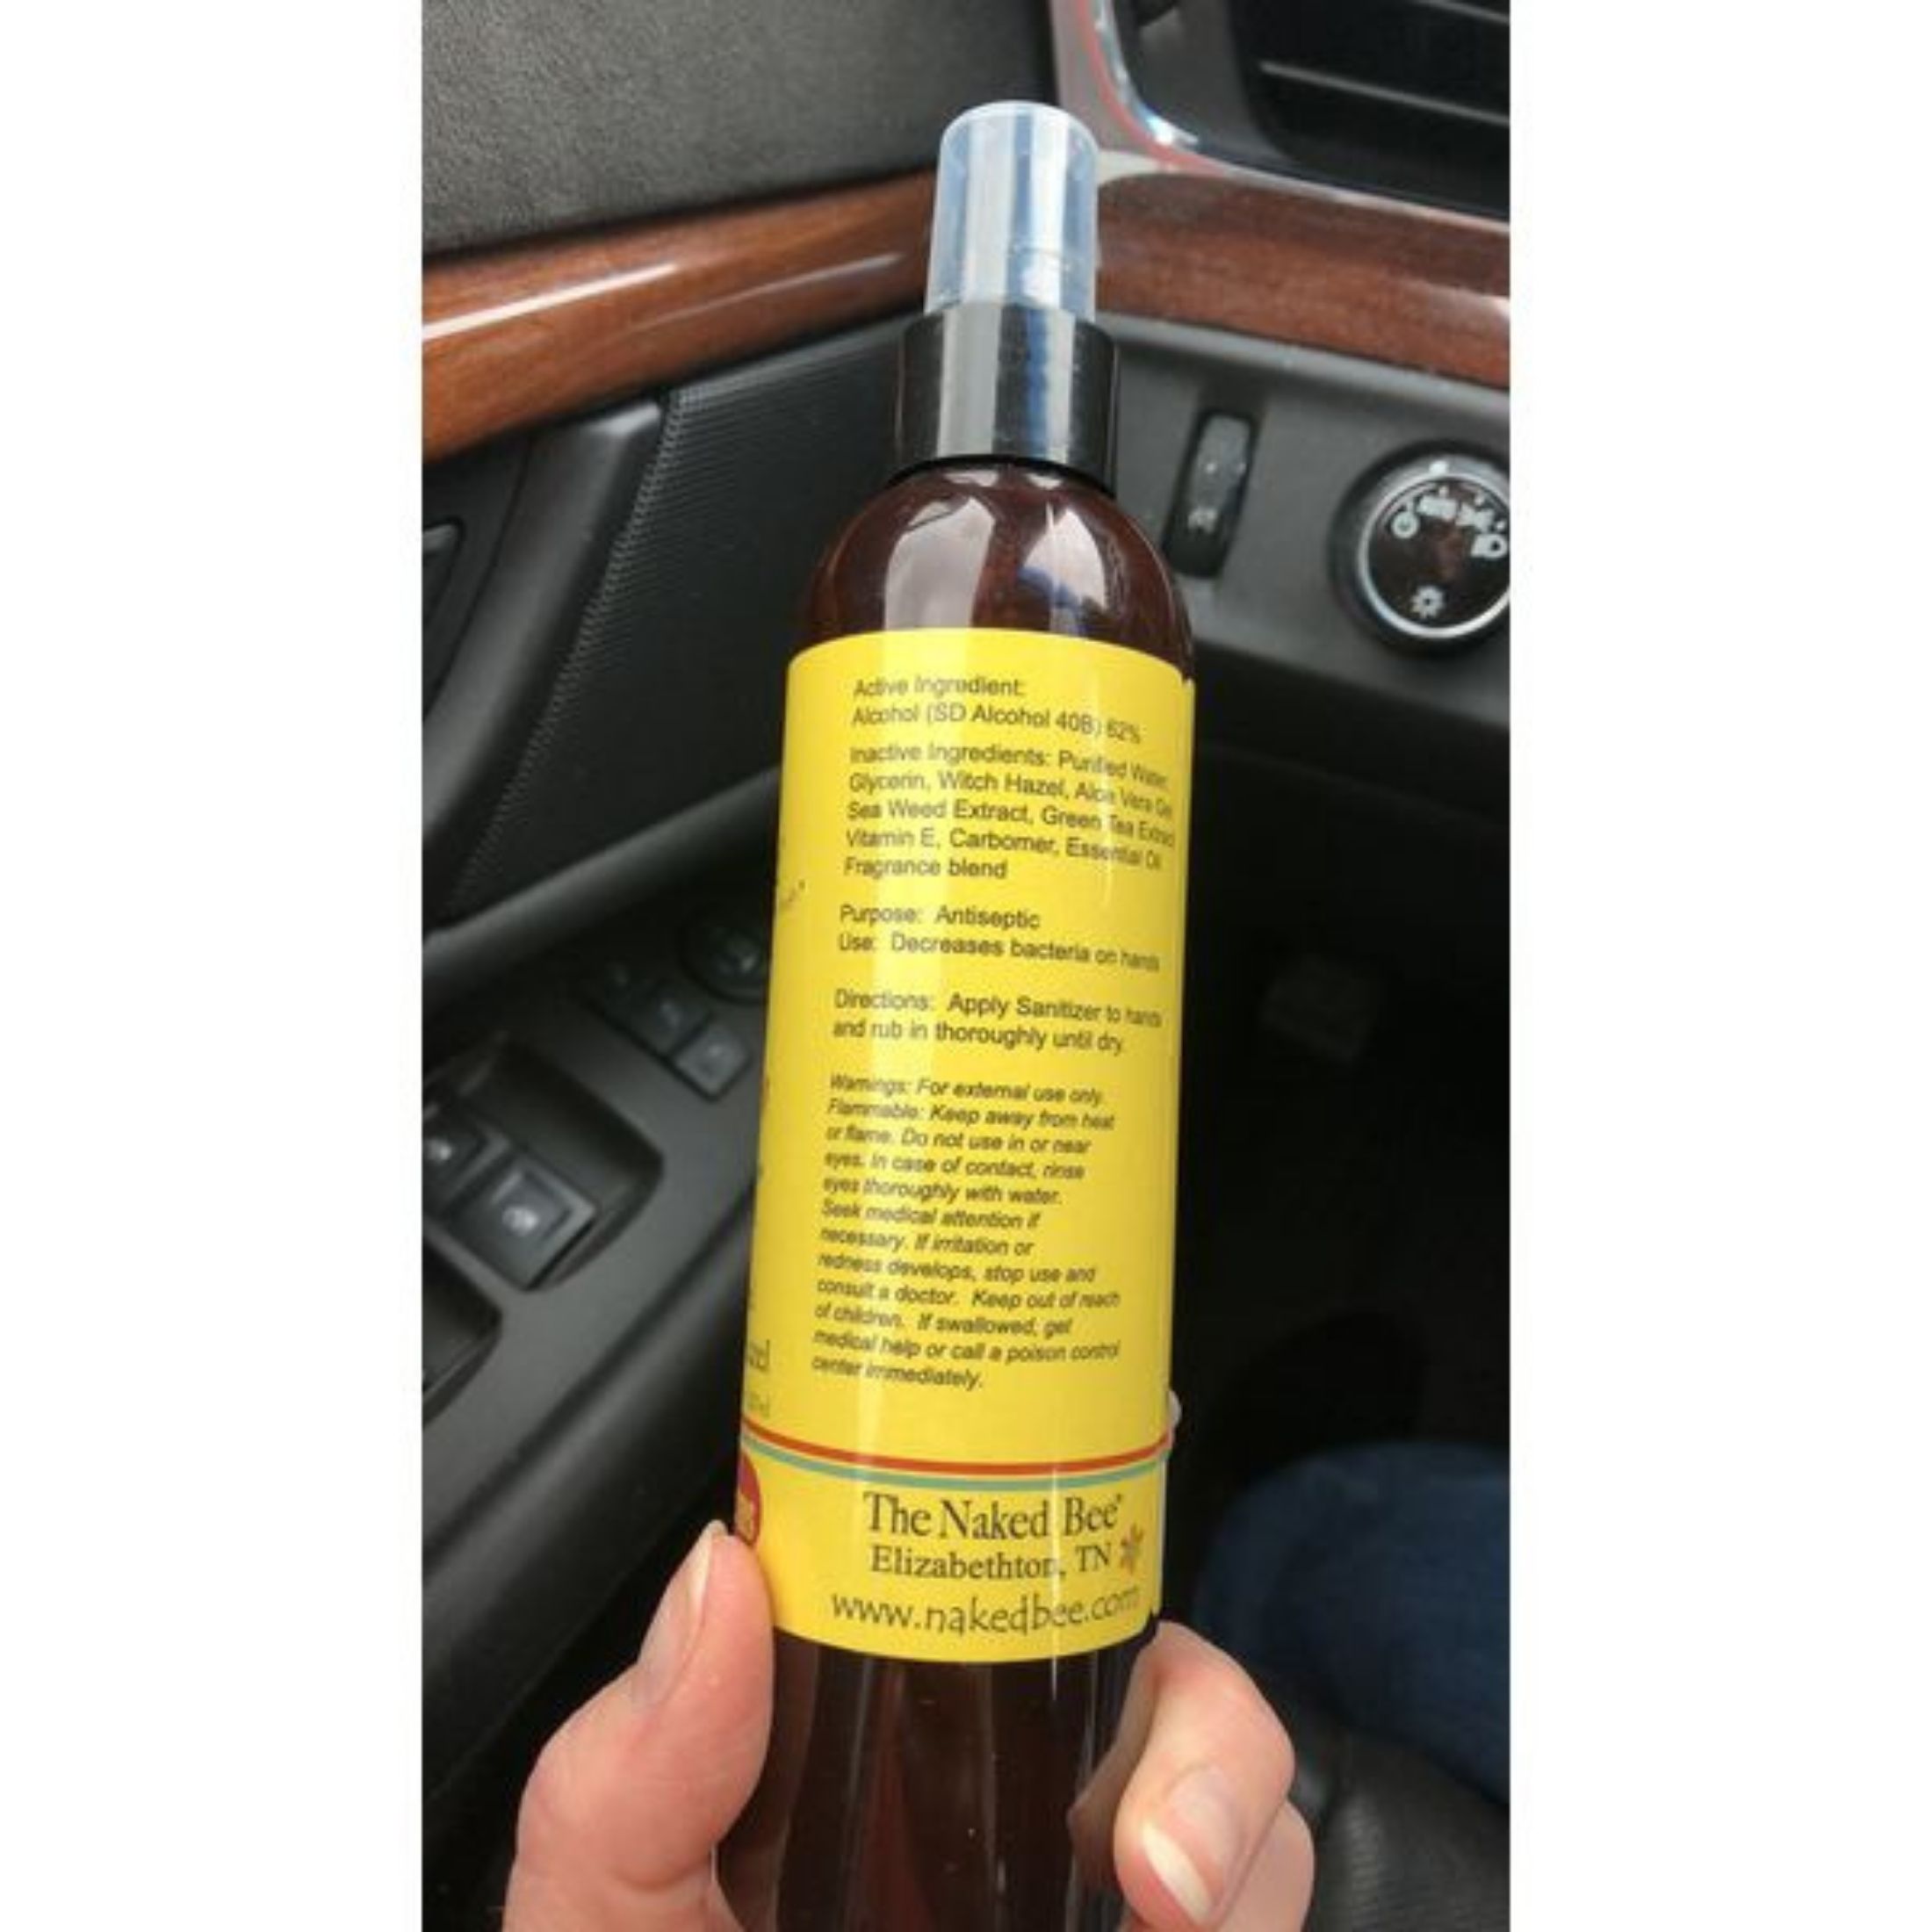 Active Ingredient:
Alcohol (SD Alcohol 40B) 62%
Inactive Ingredients: Purified Water
Glycerin, Witch Hazel, Aloe Vera Gel
Sea Weed Extract, Green Tea Extract
Vitamin E, Carbomer, Essential Oil
Fragrance blend
Purpose: Antiseptic
Use: Decreases bacteria on hands
Directions: Apply Sanitizer to hands
and rub in thoroughly until dry.
Warnings: For external use only.
Flammable: Keep away from heat
or flame. Do not use in or near
eyes. In case of contact, rinse
eyes thoroughly with water.
Seek medical attention if
necessary. If irritation or
redness develops, stop use and
consult a doctor. Keep out of reach
of children. If swallowed, get
medical help or call a poison control
center immediately.
The Naked Bee
Elizabethton, TN
www.nakedbee.com